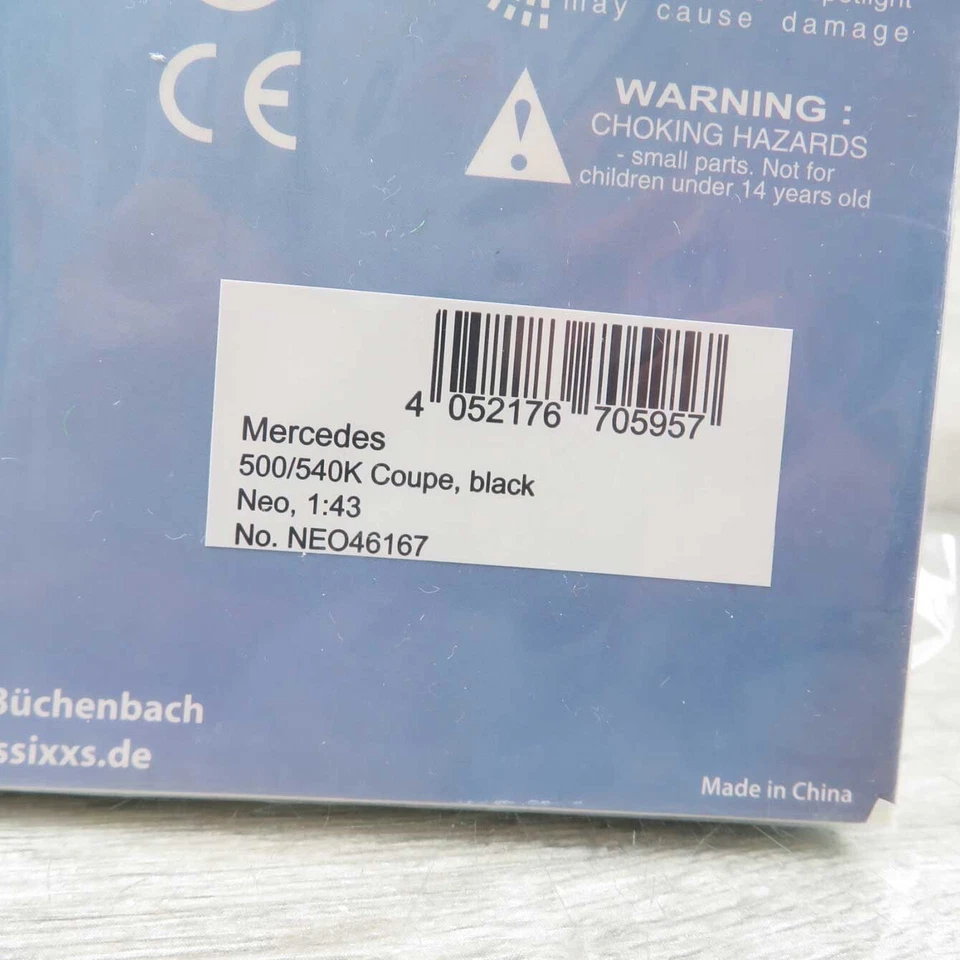 may cause damage
CE
WARNING :
CHOKING HAZARDS
- small parts. Not for
children under 14 years old
4 052176 705957
Mercedes
500/540K Coupe, black
Neo, 1:43
No. NEO46167
Büchenbach
ssixxs.de
Made in China